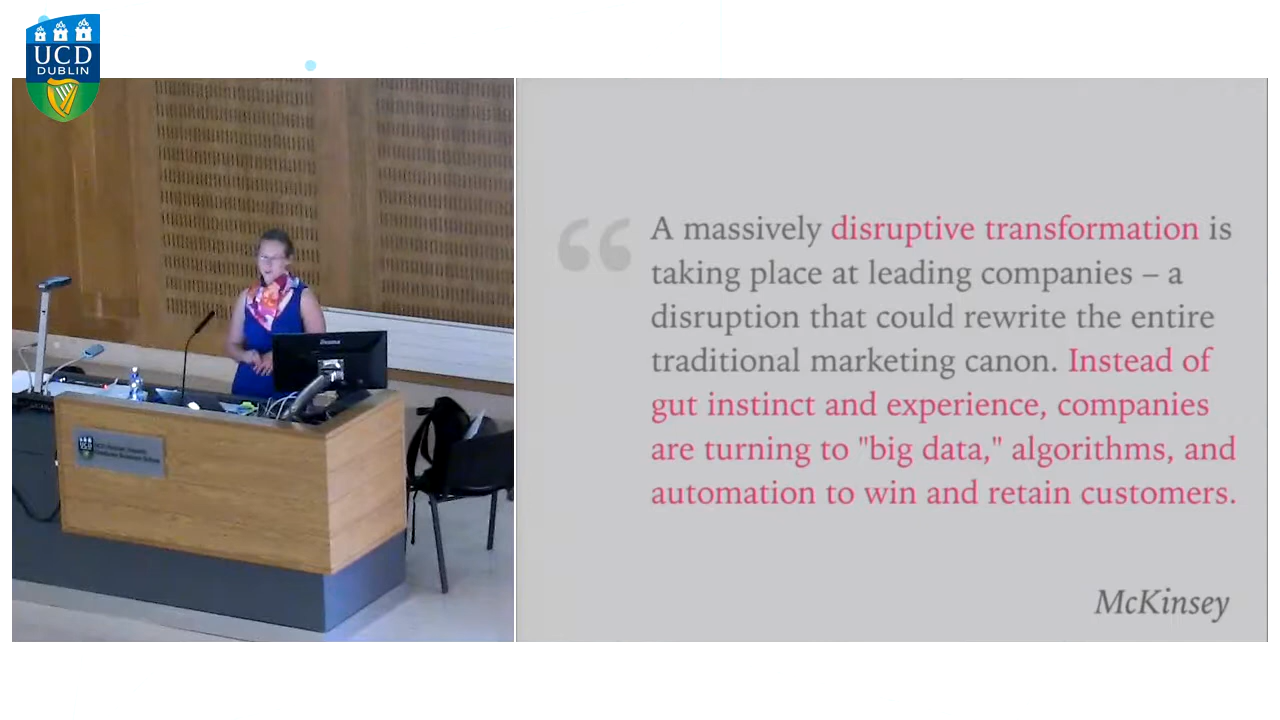 UCD
DUBLIN
A massively disruptive transformation is
taking place at leading companies – a
disruption that could rewrite the entire
traditional marketing canon. Instead of
gut instinct and experience, companies
are turning to "big data," algorithms, and
automation to win and retain customers.
McKinsey